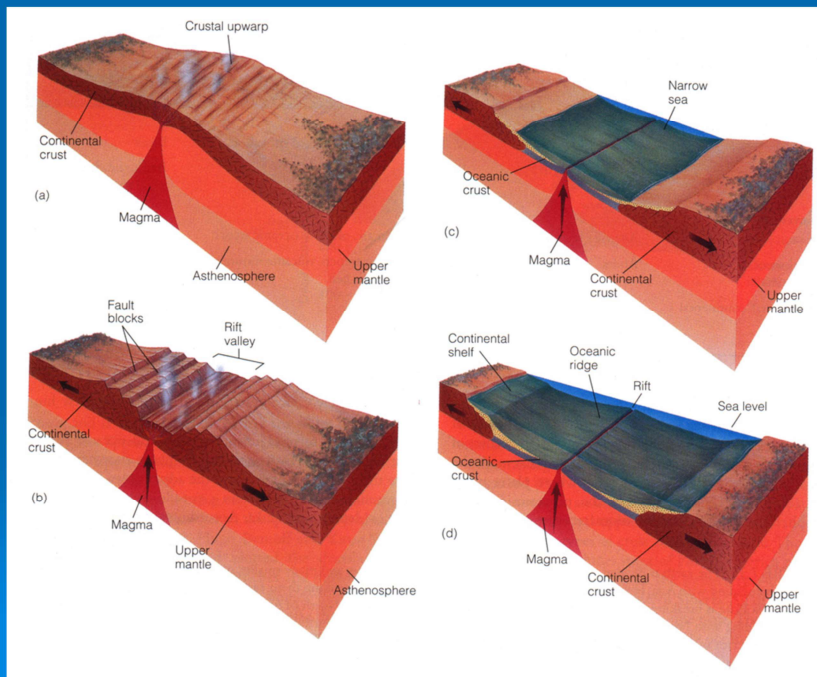 Crustal upwarp
Continental
crust
(a)
Magma
Asthenosphere
Upper
mantle
Fault
blocks
Rift
valley
Continental
crust
(b)
Magma
Upper
mantle
Asthenosphere
Narrow
sea
Oceanic
crust
(c)
Magma
Continental
crust
Upper
mantle
Continental
shelf
Oceanic
ridge
Rift
Sea level
Oceanic
crust
(d)
Magma
Continental
crust
Upper
mantle